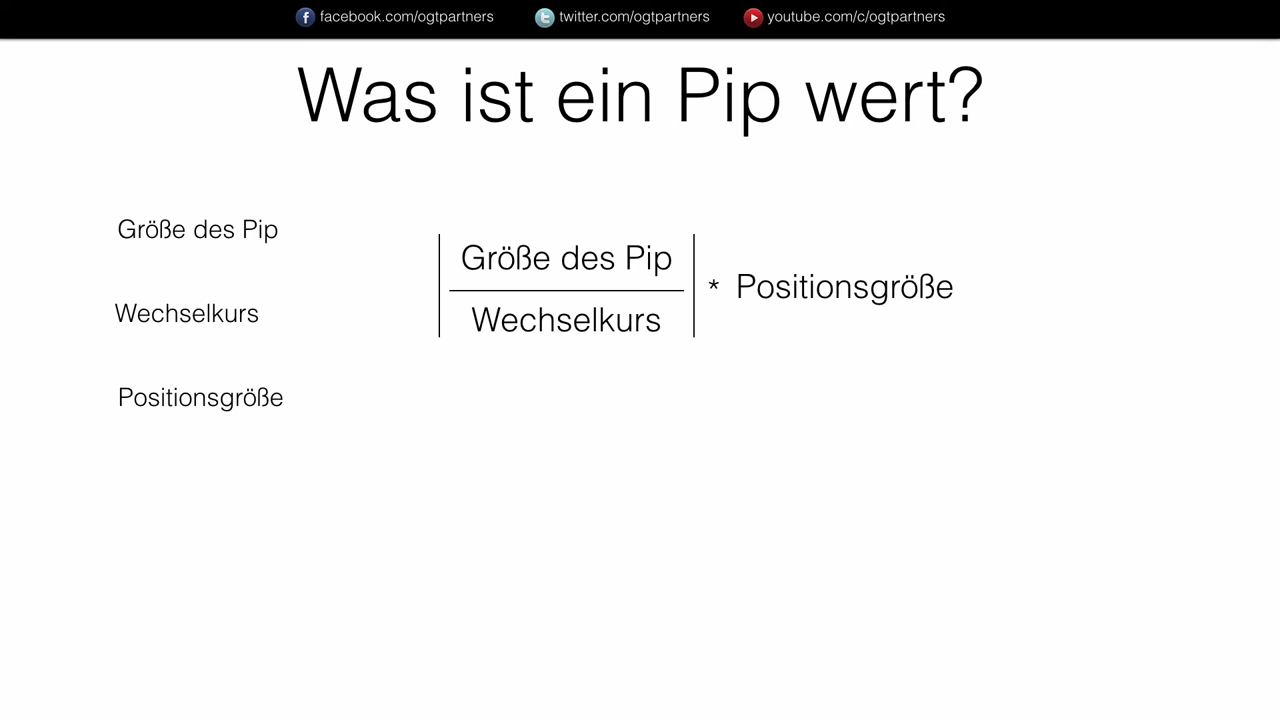 facebook.com/ogtpartners twitter.com/ogtpartners youtube.com/c/ogtpartners
Was ist ein Pip wert?
Größe des Pip
Wechselkurs
Positionsgröße
Größe des Pip
Wechselkurs
* Positionsgröße